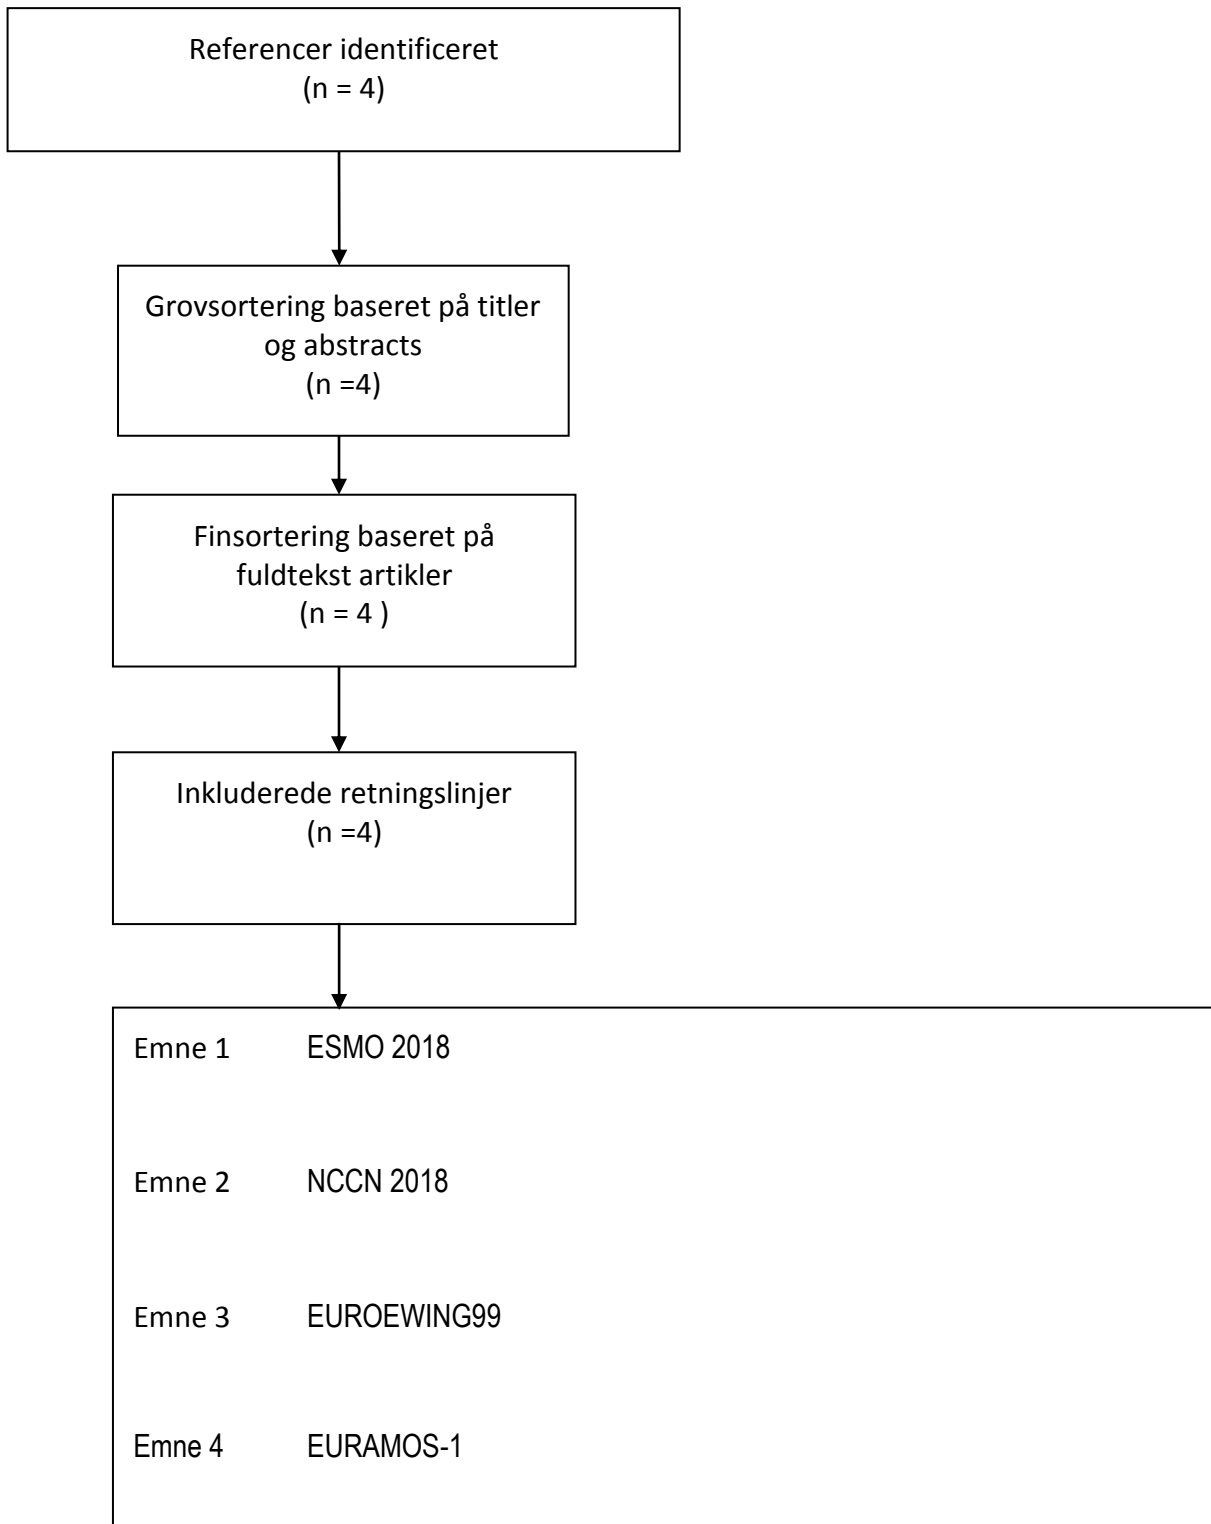 Referencer identificeret
(n = 4)
Grovsortering baseret på titler
og abstracts
(n =4)
Finsortering baseret på
fuldtekst artikler
(n = 4 )
Inkluderede retningslinjer
(n =4)
Emne 1 ESMO 2018
Emne 2 NCCN 2018
Emne 3 EUROEWING99
Emne 4 EURAMOS-1